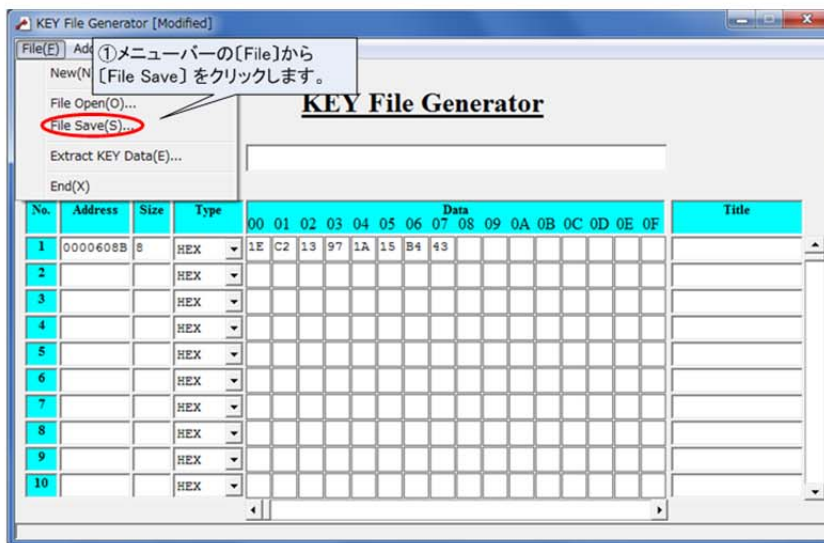 KEY File Generator [Modified]
File(F) Add
①メニューバーの〔File〕から
〔File Save〕をクリックします。
New(N
File Open(O)...
File Save(S)...
Extract KEY Data(E)...
End(X)
KEY File Generator
No. Address Size Type Data Title
00 01 02 03 04 05 06 07 08 09 0A 0B 0C 0D 0E 0F
1 0000608B 8 HEX 1E C2 13 97 1A 15 B4 43
2 HEX
3 HEX
4 HEX
5 HEX
6 HEX
7 HEX
8 HEX
9 HEX
10 HEX